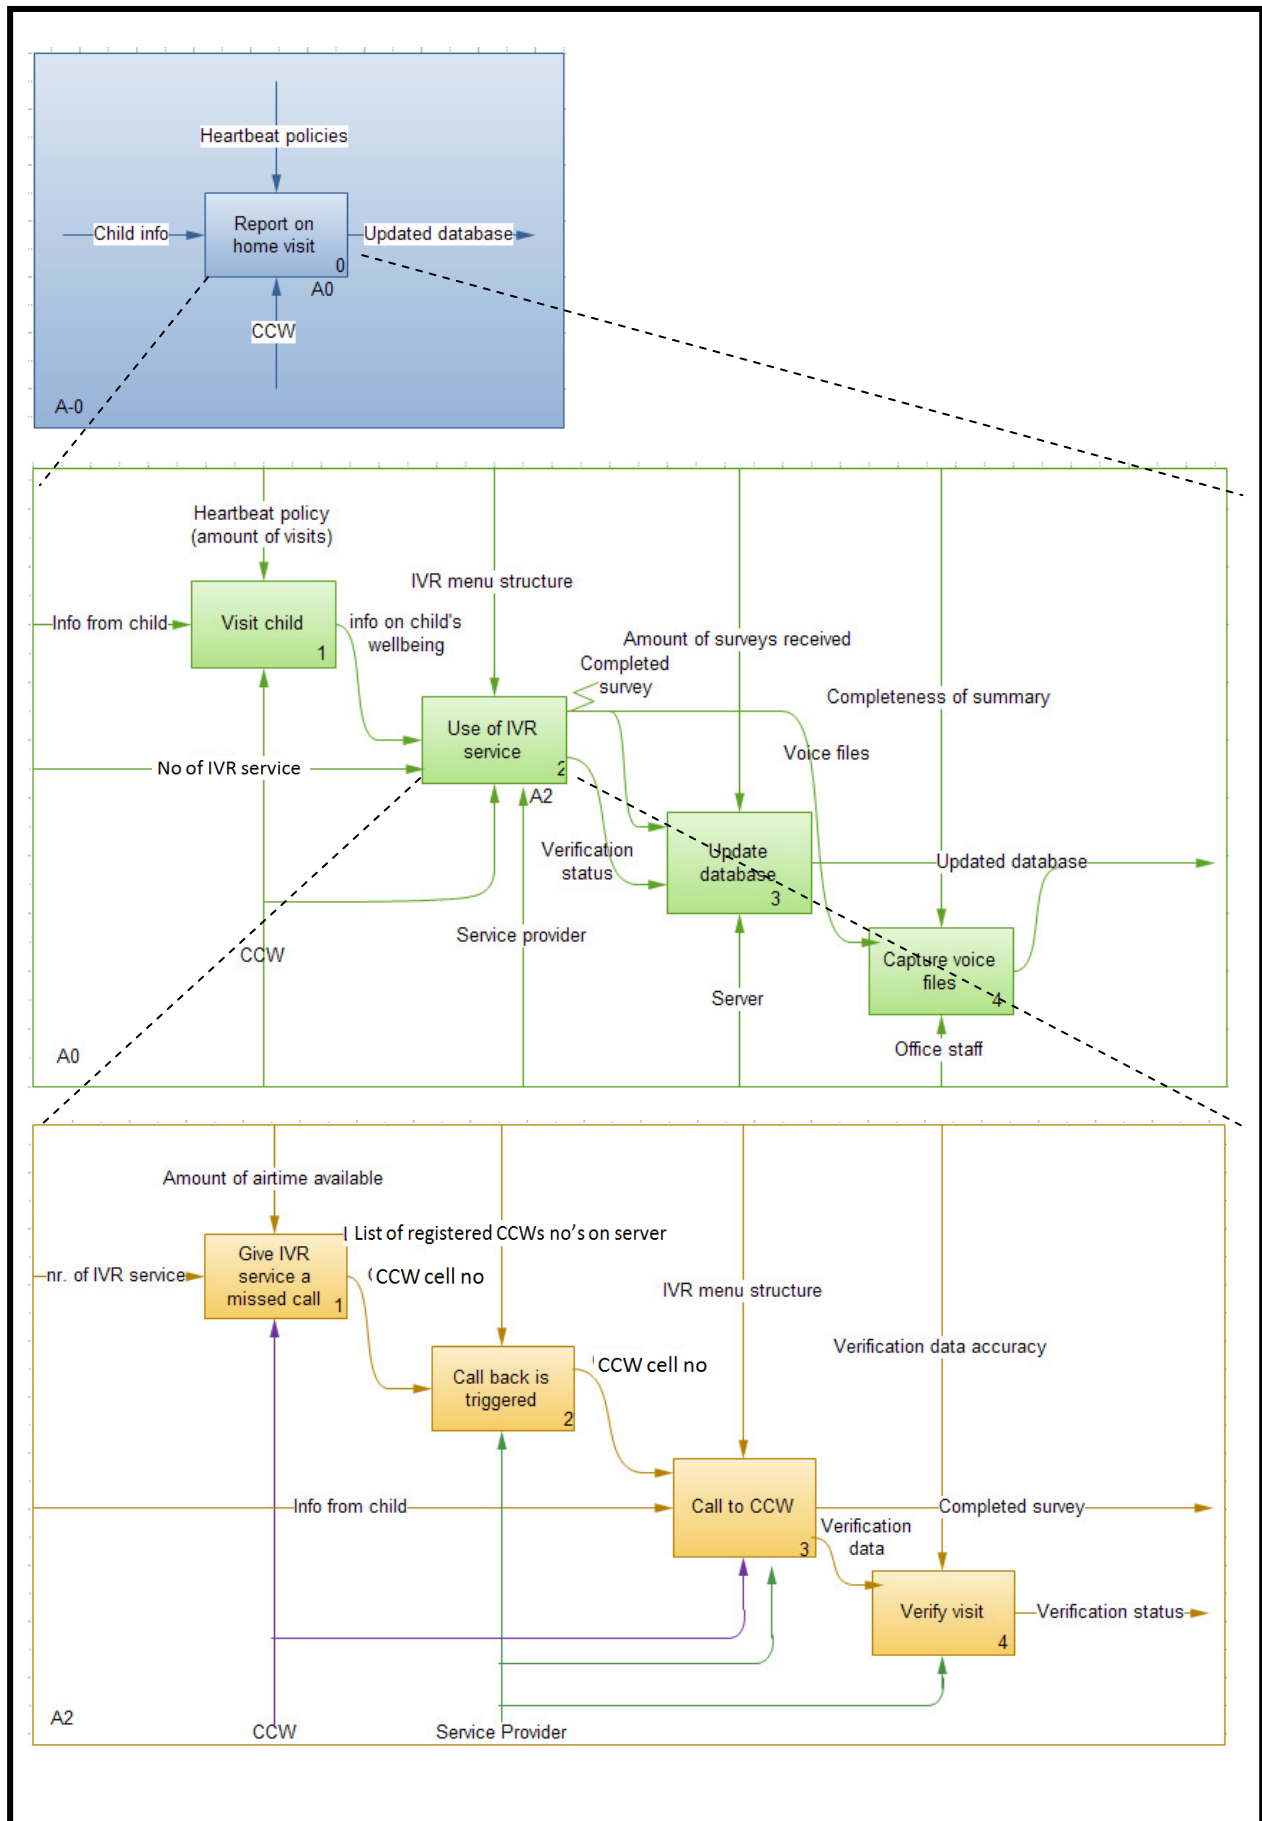 Heartbeat policies
Child info
Report on
home visit
0
Updated database
A0
CCW
A-0
Heartbeat policy
(amount of visits)
IVR menu structure
Info from child
Visit child
1
info on child's
wellbeing
Amount of surveys received
Completed
survey
Completeness of summary
Use of IVR
service
2
Voice files
No of IVR service
A2
Verification
status
Update
database
3
Updated database
Service provider
CCW
Capture voice
files
4
Server
Office staff
A0
Amount of airtime available
List of registered CCWs no's on server
Give IVR
service a
missed call
1
nr. of IVR service
CCW cell no
IVR menu structure
Verification data accuracy
CCW cell no
Call back is
triggered
2
Info from child
Call to CCW
3
Completed survey
Verification
data
Verify visit
4
Verification status
A2
CCW
Service Provider